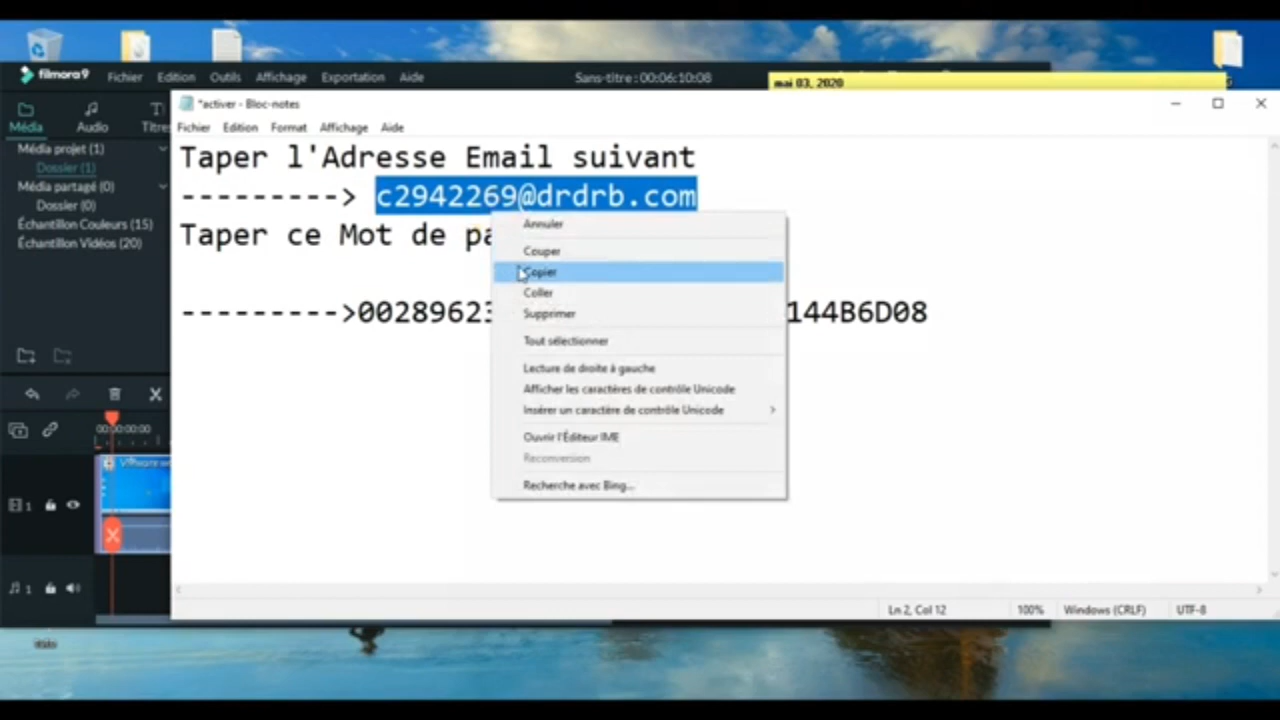 filmora9 Fichier Edition Outils Affichage Exportation Aide Sans-titre : 00:06:10:08
mai 03, 2020
*activer - Bloc-notes
Fichier Edition Format Affichage Aide
Média Audio Titre
Média projet (1)
Dossier (1)
Média partagé (0)
Dossier (0)
Échantillon Couleurs (15)
Échantillon Vidéos (20)
Taper l'Adresse Email suivant
---------> c2942269@drdrb.com
Taper ce Mot de pa
--------->0028962 144B6D08
Annuler
Couper
Copier
Coller
Supprimer
Tout sélectionner
Lecture de droite à gauche
Afficher les caractères de contrôle Unicode
Insérer un caractère de contrôle Unicode
Ouvrir l'Éditeur IME
Reconversion
Recherche avec Bing...
00:00:00:00
1
1
Ln 2, Col 12 100% Windows (CRLF) UTF-8